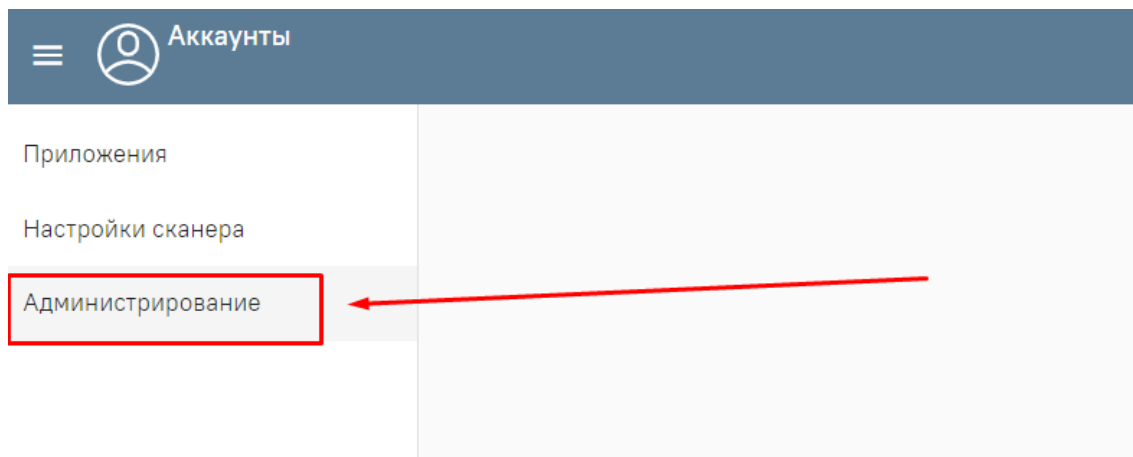 Аккаунты
Приложения
Настройки сканера
Администрирование